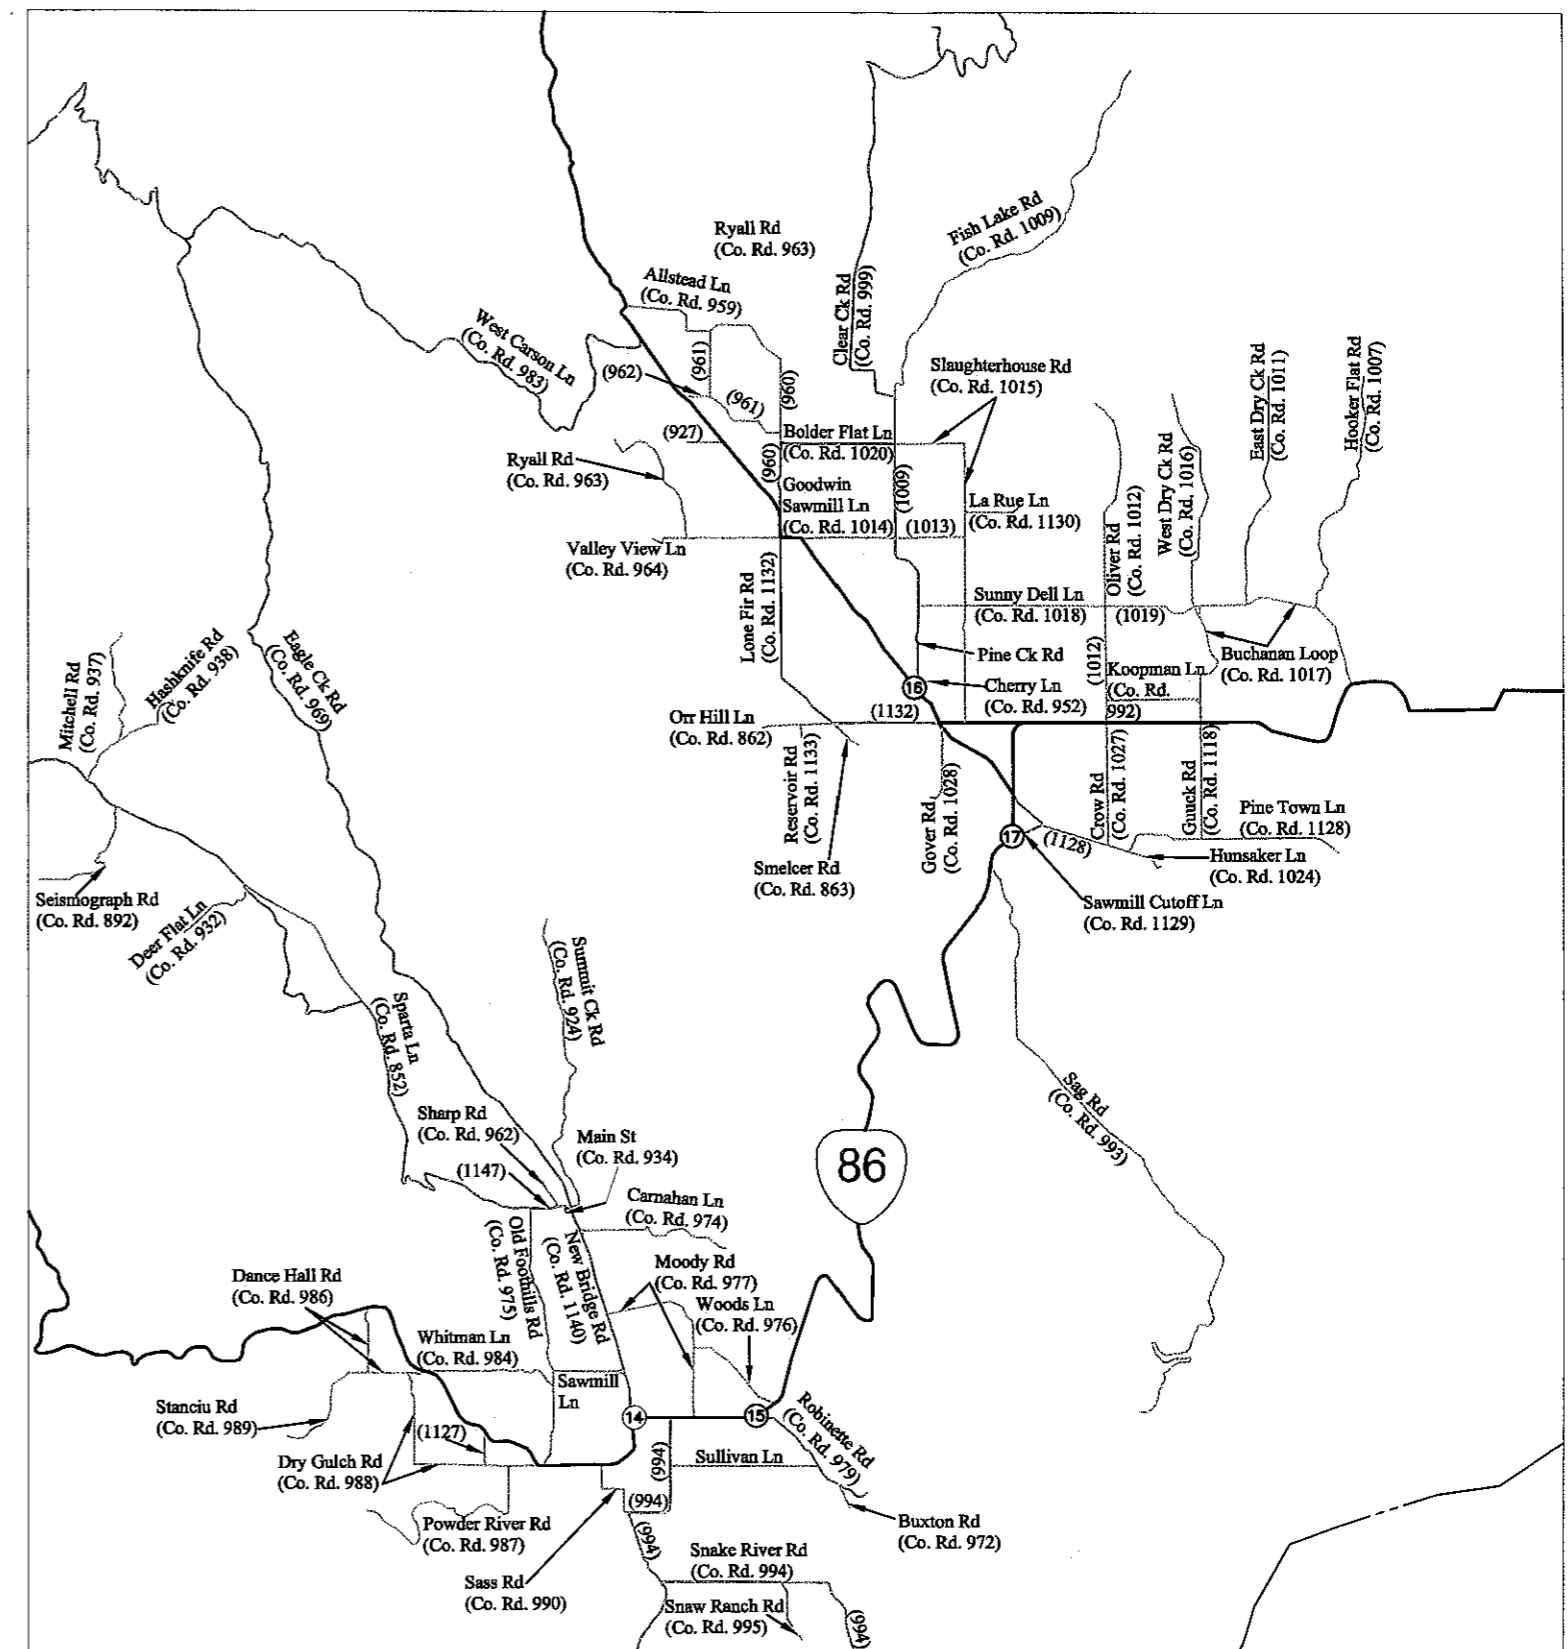 Ryall Rd
(Co. Rd. 963)
Fish Lake Rd
(Co. Rd. 1009)
Allstead Ln
(Co. Rd. 959)
Clear Ck Rd
(Co. Rd. 999)
West Carson Ln
(Co. Rd. 983)
(962)
(961)
(961)
(960)
Slaughterhouse Rd
(Co. Rd. 1015)
East Dry Ck Rd
(Co. Rd. 1011)
Hooker Flat Rd
(Co. Rd. 1007)
(927)
Bolder Flat Ln
(Co. Rd. 1020)
Ryall Rd
(Co. Rd. 963)
(960)
Goodwin
Sawmill Ln
(Co. Rd. 1014)
(1009)
(1013)
La Rue Ln
(Co. Rd. 1130)
Oliver Rd
(Co. Rd. 1012)
West Dry Ck Rd
(Co. Rd. 1016)
Valley View Ln
(Co. Rd. 964)
Lone Fir Rd
(Co. Rd. 1132)
Sunny Dell Ln
(Co. Rd. 1018)
(1019)
Pine Ck Rd
(1012)
Koopman Ln
(Co. Rd.
992)
Buchanan Loop
(Co. Rd. 1017)
Mitchell Rd
(Co. Rd. 937)
Hashknife Rd
(Co. Rd. 938)
Eagle Ck Rd
(Co. Rd. 969)
16
Cherry Ln
(Co. Rd. 952)
Orr Hill Ln
(Co. Rd. 862)
(1132)
Reservoir Rd
(Co. Rd. 1133)
Gover Rd
(Co. Rd. 1028)
Crow Rd
(Co. Rd. 1027)
Guuck Rd
(Co. Rd. 1118)
Pine Town Ln
(Co. Rd. 1128)
17
(1128)
Smelcer Rd
(Co. Rd. 863)
Hunsaker Ln
(Co. Rd. 1024)
Sawmill Cutoff Ln
(Co. Rd. 1129)
Seismograph Rd
(Co. Rd. 892)
Deer Flat Ln
(Co. Rd. 932)
Summit Ck Rd
(Co. Rd. 924)
Sparta Ln
(Co. Rd. 852)
Sag Rd
(Co. Rd. 993)
Sharp Rd
(Co. Rd. 962)
Main St
(Co. Rd. 934)
(1147)
86
Carnahan Ln
(Co. Rd. 974)
Old Foothills Rd
(Co. Rd. 975)
New Bridge Rd
(Co. Rd. 1140)
Dance Hall Rd
(Co. Rd. 986)
Moody Rd
(Co. Rd. 977)
Woods Ln
(Co. Rd. 976)
Whitman Ln
(Co. Rd. 984)
Sawmill
Ln
Stanciu Rd
(Co. Rd. 989)
14
15
Robinette Rd
(Co. Rd. 979)
(1127)
Dry Gulch Rd
(Co. Rd. 988)
(994)
Sullivan Ln
(994)
Powder River Rd
(Co. Rd. 987)
(994)
Buxton Rd
(Co. Rd. 972)
Sass Rd
(Co. Rd. 990)
Snake River Rd
(Co. Rd. 994)
Snaw Ranch Rd
(Co. Rd. 995)
(994)